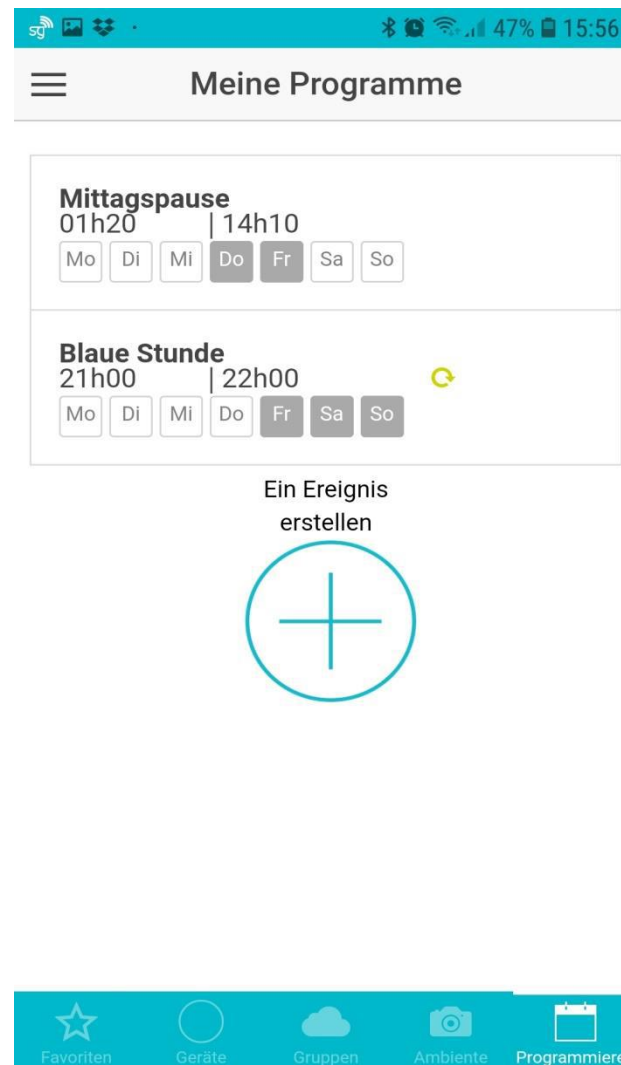 sg 47% 15:56
Meine Programme
Mittagspause
01h20 | 14h10
Mo Di Mi Do Fr Sa So
Blaue Stunde
21h00 | 22h00
Mo Di Mi Do Fr Sa So
Ein Ereignis
erstellen
Favoriten Geräte Gruppen Ambiente Programmiere